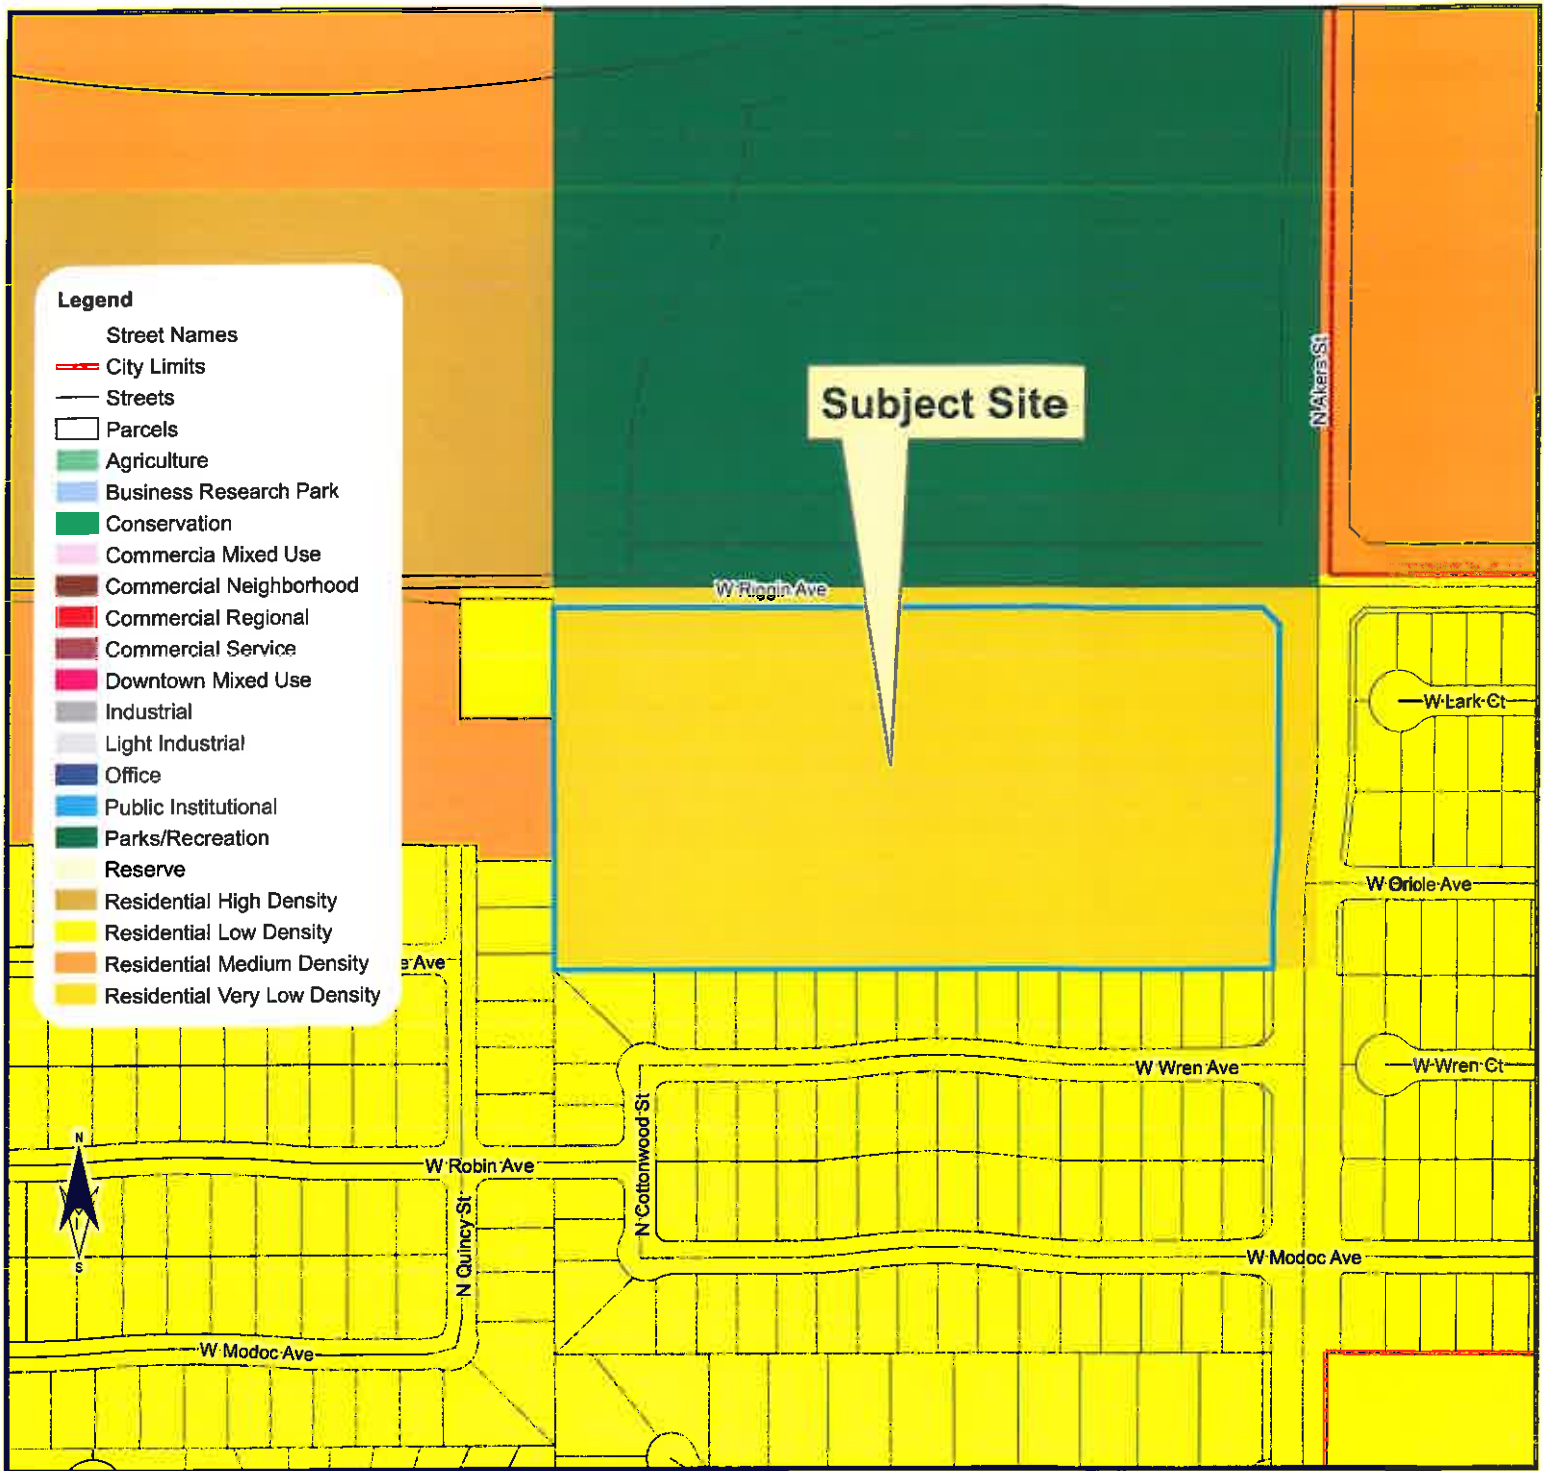 Legend
Street Names
City Limits
Streets
Parcels
Agriculture
Business Research Park
Conservation
Commercia Mixed Use
Commercial Neighborhood
Commercial Regional
Commercial Service
Downtown Mixed Use
Industrial
Light Industrial
Office
Public Institutional
Parks/Recreation
Reserve
Residential High Density
Residential Low Density
Residential Medium Density
Residential Very Low Density
Subject Site
N Akers St
W Riggin Ave
W Lark Ct
W Oriole Ave
e Ave
W Wren Ave
W Wren Ct
N Cottonwood St
W Robin Ave
N Quincy St
W Modoc Ave
W Modoc Ave
N
S